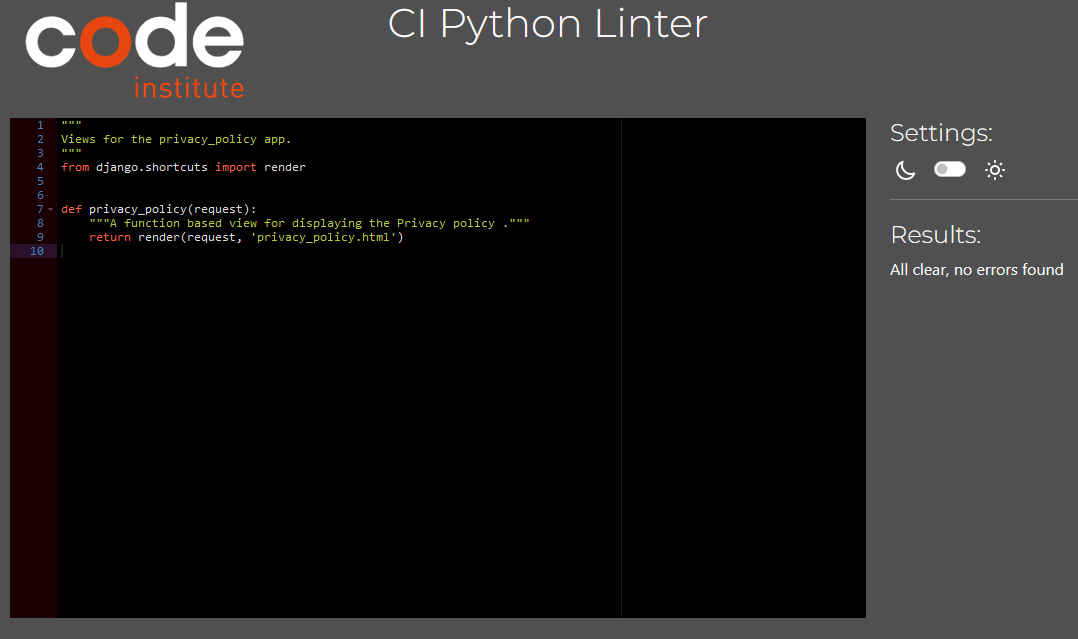 code
institute
CI Python Linter
1 """
2 Views for the privacy_policy app.
3 """
4 from django.shortcuts import render
5
6
7 def privacy_policy(request):
8     """A function based view for displaying the Privacy policy ."""
9     return render(request, 'privacy_policy.html')
10
Settings:
Results:
All clear, no errors found